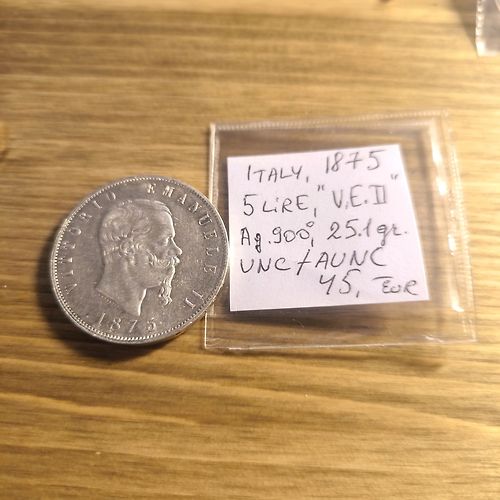 VITTORIO EMANUELE II
1875
ITALY, 1875
5 LIRE, "V.E.II"
Ag.900°, 25.1 gr.
UNC/AUNC
45, EUR